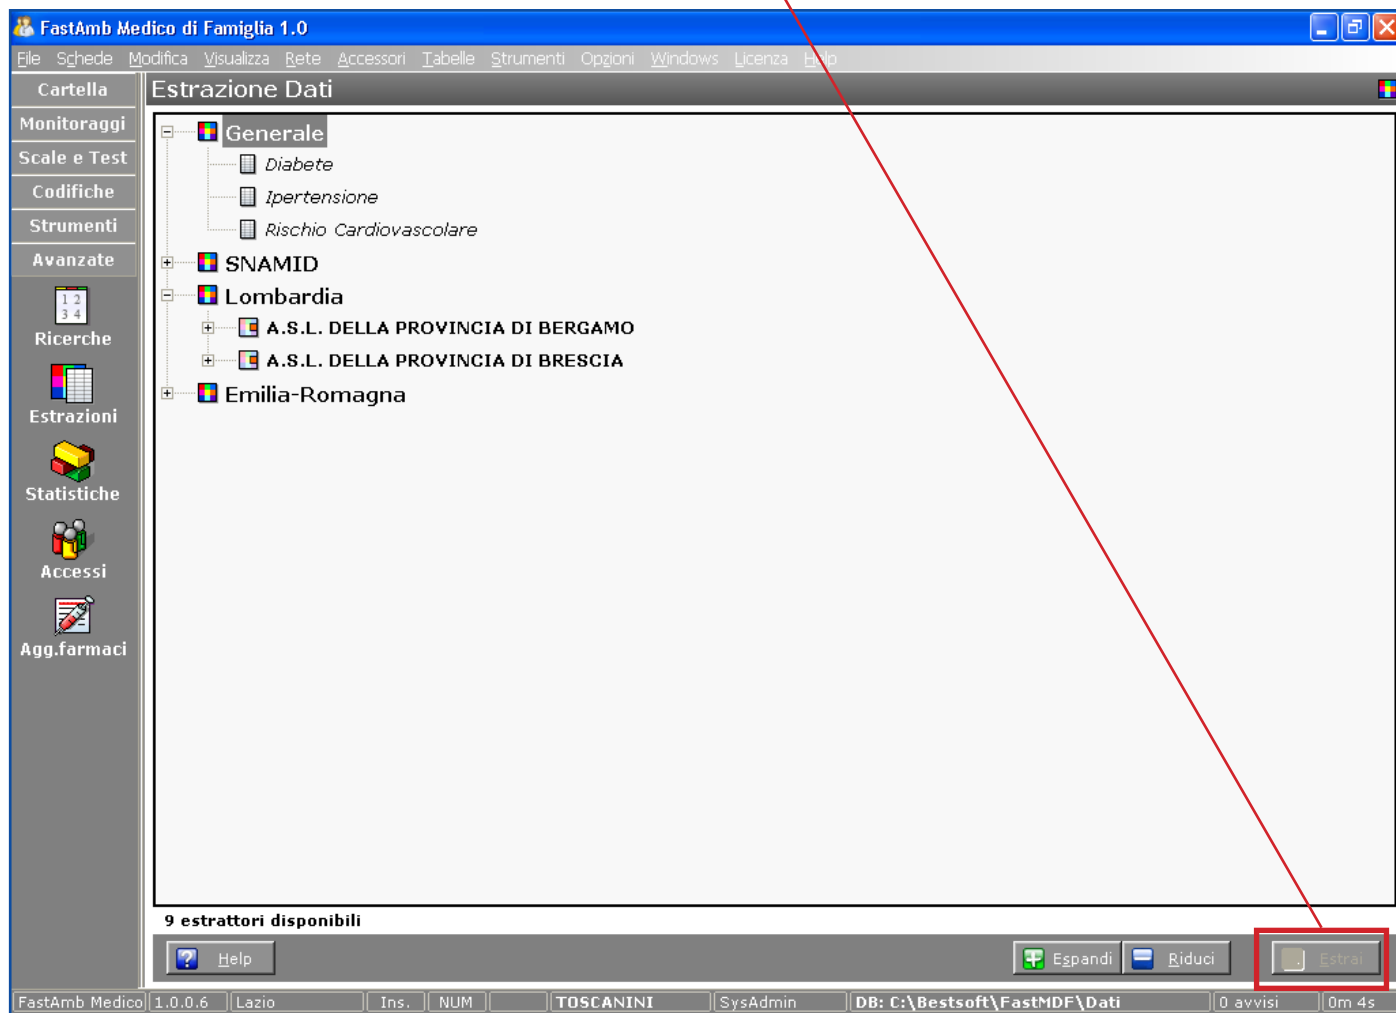 FastAmb Medico di Famiglia 1.0
File Schede Modifica Visualizza Rete Accessori Tabelle Strumenti Opzioni Windows Licenza Help
Cartella
Monitoraggi
Scale e Test
Codifiche
Strumenti
Avanzate
1 2
3 4
Ricerche
Estrazioni
Statistiche
Accessi
Agg.farmaci
Estrazione Dati
Generale
Diabete
Ipertensione
Rischio Cardiovascolare
SNAMID
Lombardia
A.S.L. DELLA PROVINCIA DI BERGAMO
A.S.L. DELLA PROVINCIA DI BRESCIA
Emilia-Romagna
9 estrattori disponibili
? Help Espandi Riduci Estrai
FastAmb Medico 1.0.0.6 Lazio Ins. NUM TOSCANINI SysAdmin DB: C:\Bestsoft\FastMDF\Dati 0 avvisi 0m 4s